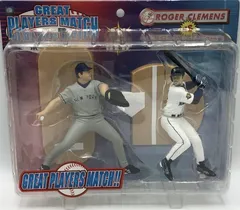 GREAT
PLAYERS MATCH
ROGER CLEMENS
GREAT PLAYERS MATCH!!